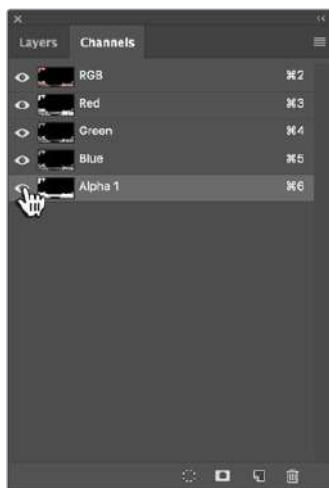 Layers Channels
RGB ⌘2
Red ⌘3
Green ⌘4
Blue ⌘5
Alpha 1 ⌘6